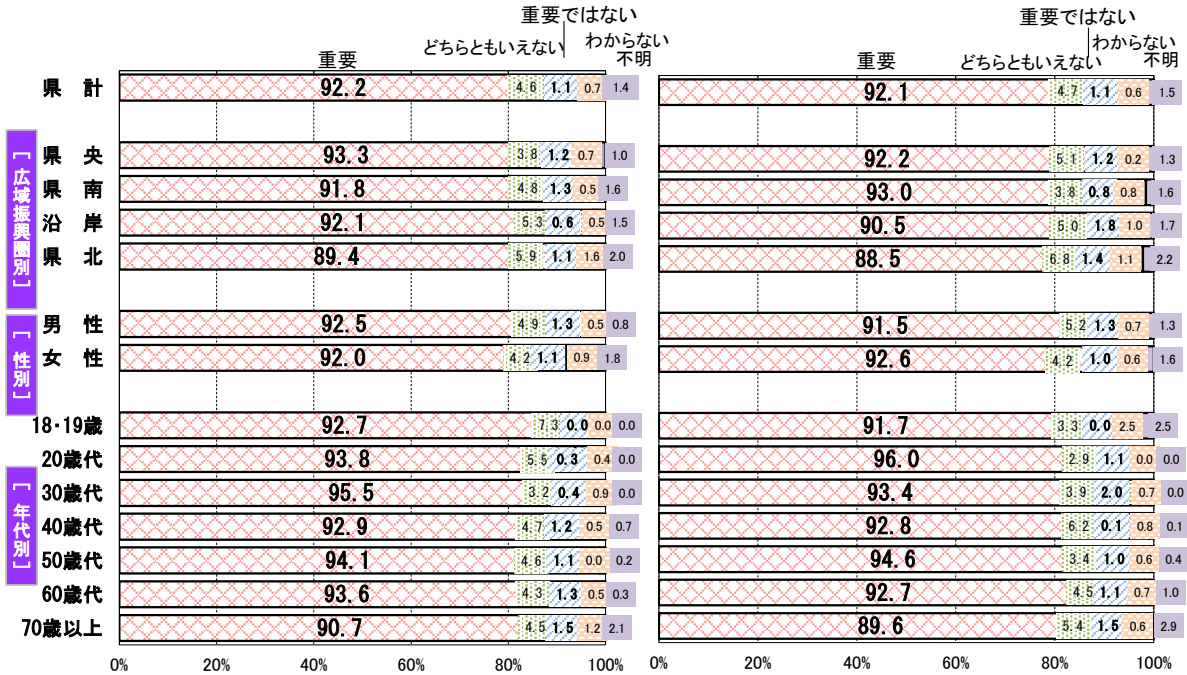 重要ではない 重要ではない
どちらともいえない わからない わからない
重要 不明 重要 どちらともいえない 不明
県 計 92.2 4.6 1.1 0.7 1.4 92.1 4.7 1.1 0.6 1.5
[広域振興圏別]
県 央 93.3 3.8 1.2 0.7 1.0 92.2 5.1 1.2 0.2 1.3
県 南 91.8 4.8 1.3 0.5 1.6 93.0 3.8 0.8 0.8 1.6
沿 岸 92.1 5.3 0.6 0.5 1.5 90.5 5.0 1.8 1.0 1.7
県 北 89.4 5.9 1.1 1.6 2.0 88.5 6.8 1.4 1.1 2.2
[性別]
男 性 92.5 4.9 1.3 0.5 0.8 91.5 5.2 1.3 0.7 1.3
女 性 92.0 4.2 1.1 0.9 1.8 92.6 4.2 1.0 0.6 1.6
[年代別]
18・19歳 92.7 7.3 0.0 0.0 0.0 91.7 3.3 0.0 2.5 2.5
20歳代 93.8 5.5 0.3 0.4 0.0 96.0 2.9 1.1 0.0 0.0
30歳代 95.5 3.2 0.4 0.9 0.0 93.4 3.9 2.0 0.7 0.0
40歳代 92.9 4.7 1.2 0.5 0.7 92.8 6.2 0.1 0.8 0.1
50歳代 94.1 4.6 1.1 0.0 0.2 94.6 3.4 1.0 0.6 0.4
60歳代 93.6 4.3 1.3 0.5 0.3 92.7 4.5 1.1 0.7 1.0
70歳以上 90.7 4.5 1.5 1.2 2.1 89.6 5.4 1.5 0.6 2.9
0% 20% 40% 60% 80% 100% 0% 20% 40% 60% 80% 100%